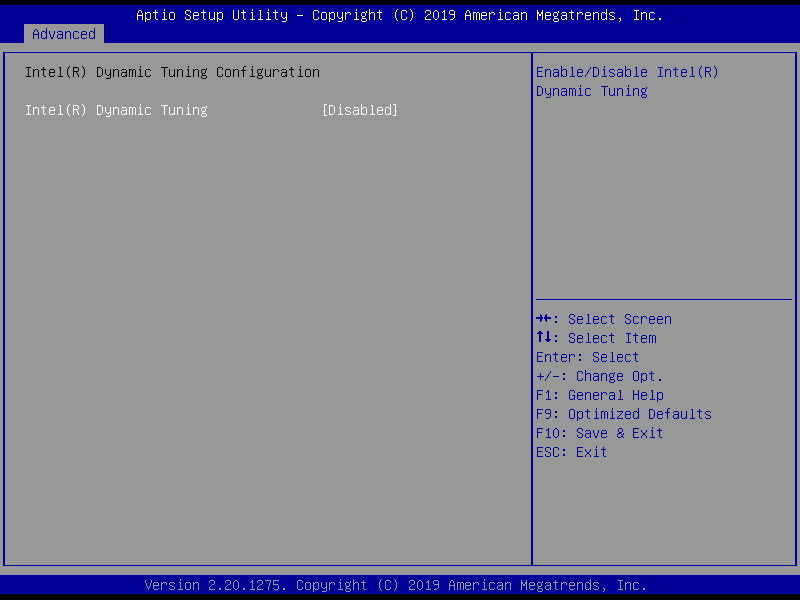 Aptio Setup Utility – Copyright (C) 2019 American Megatrends, Inc.
Advanced
Intel(R) Dynamic Tuning Configuration
Intel(R) Dynamic Tuning [Disabled]
Enable/Disable Intel(R)
Dynamic Tuning
→←: Select Screen
↑↓: Select Item
Enter: Select
+/–: Change Opt.
F1: General Help
F9: Optimized Defaults
F10: Save & Exit
ESC: Exit
Version 2.20.1275. Copyright (C) 2019 American Megatrends, Inc.